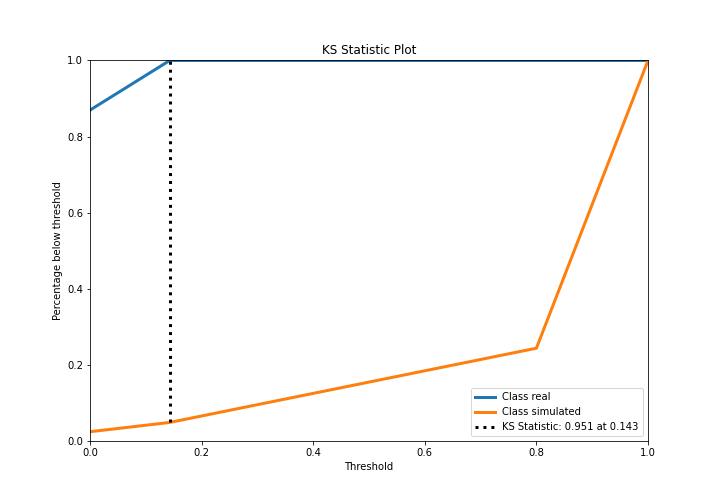 KS Statistic Plot
Percentage below threshold
1.0
0.8
0.6
0.4
0.2
0.0
0.0 0.2 0.4 0.6 0.8 1.0
Threshold
Class real
Class simulated
KS Statistic: 0.951 at 0.143